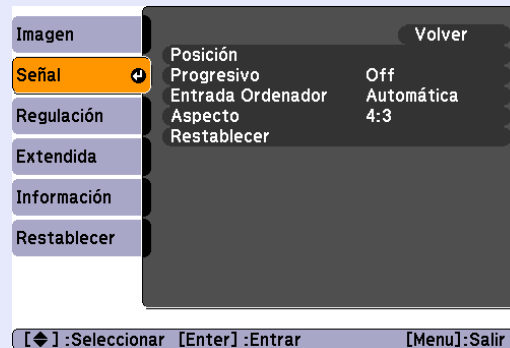 Imagen
Señal
Regulación
Extendida
Información
Restablecer
Volver
Posición
Progresivo Off
Entrada Ordenador Automática
Aspecto 4:3
Restablecer
[◆] :Seleccionar [Enter] :Entrar [Menu]:Salir